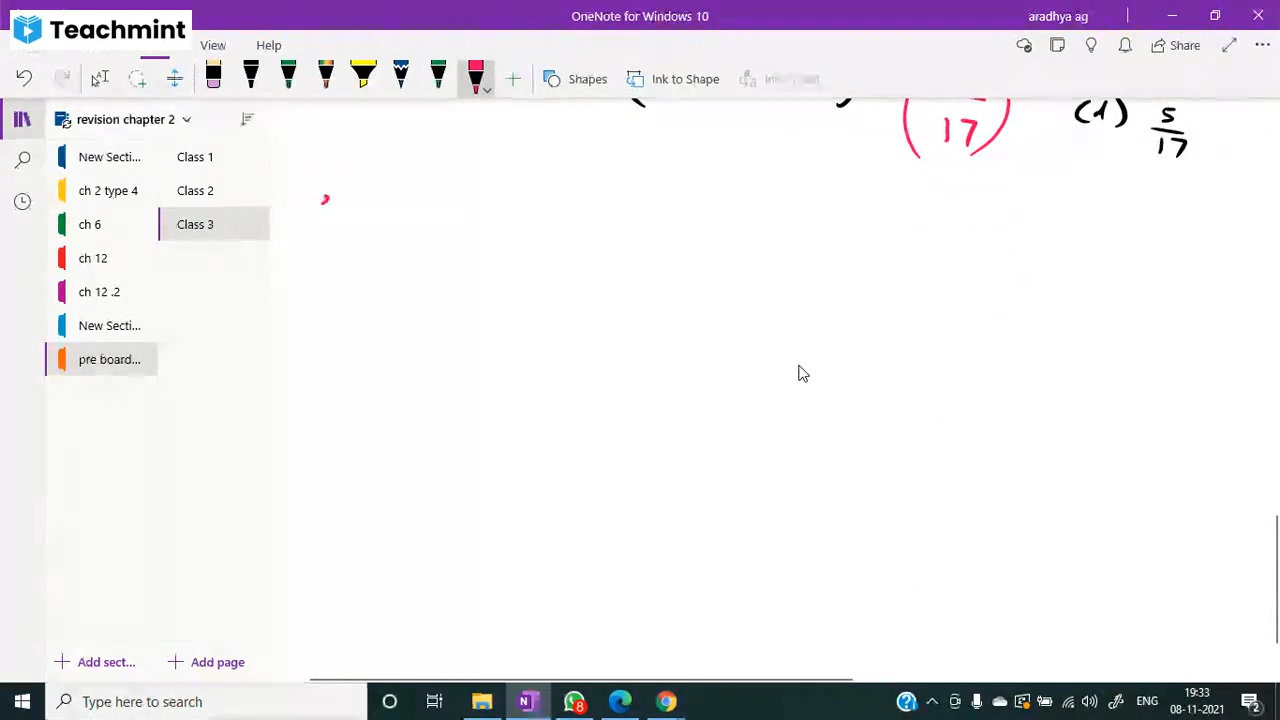 OneNote for Windows 10
aradhya ag
Teachmint
View
Help
Share
Shapes
Ink to Shape
revision chapter 2
17
(d) 5/17
New Secti...
Class 1
ch 2 type 4
Class 2
ch 6
Class 3
ch 12
ch 12 .2
New Secti...
pre board...
Add sect...
Add page
Type here to search
8
ENG
19:33
08-11-2021
2